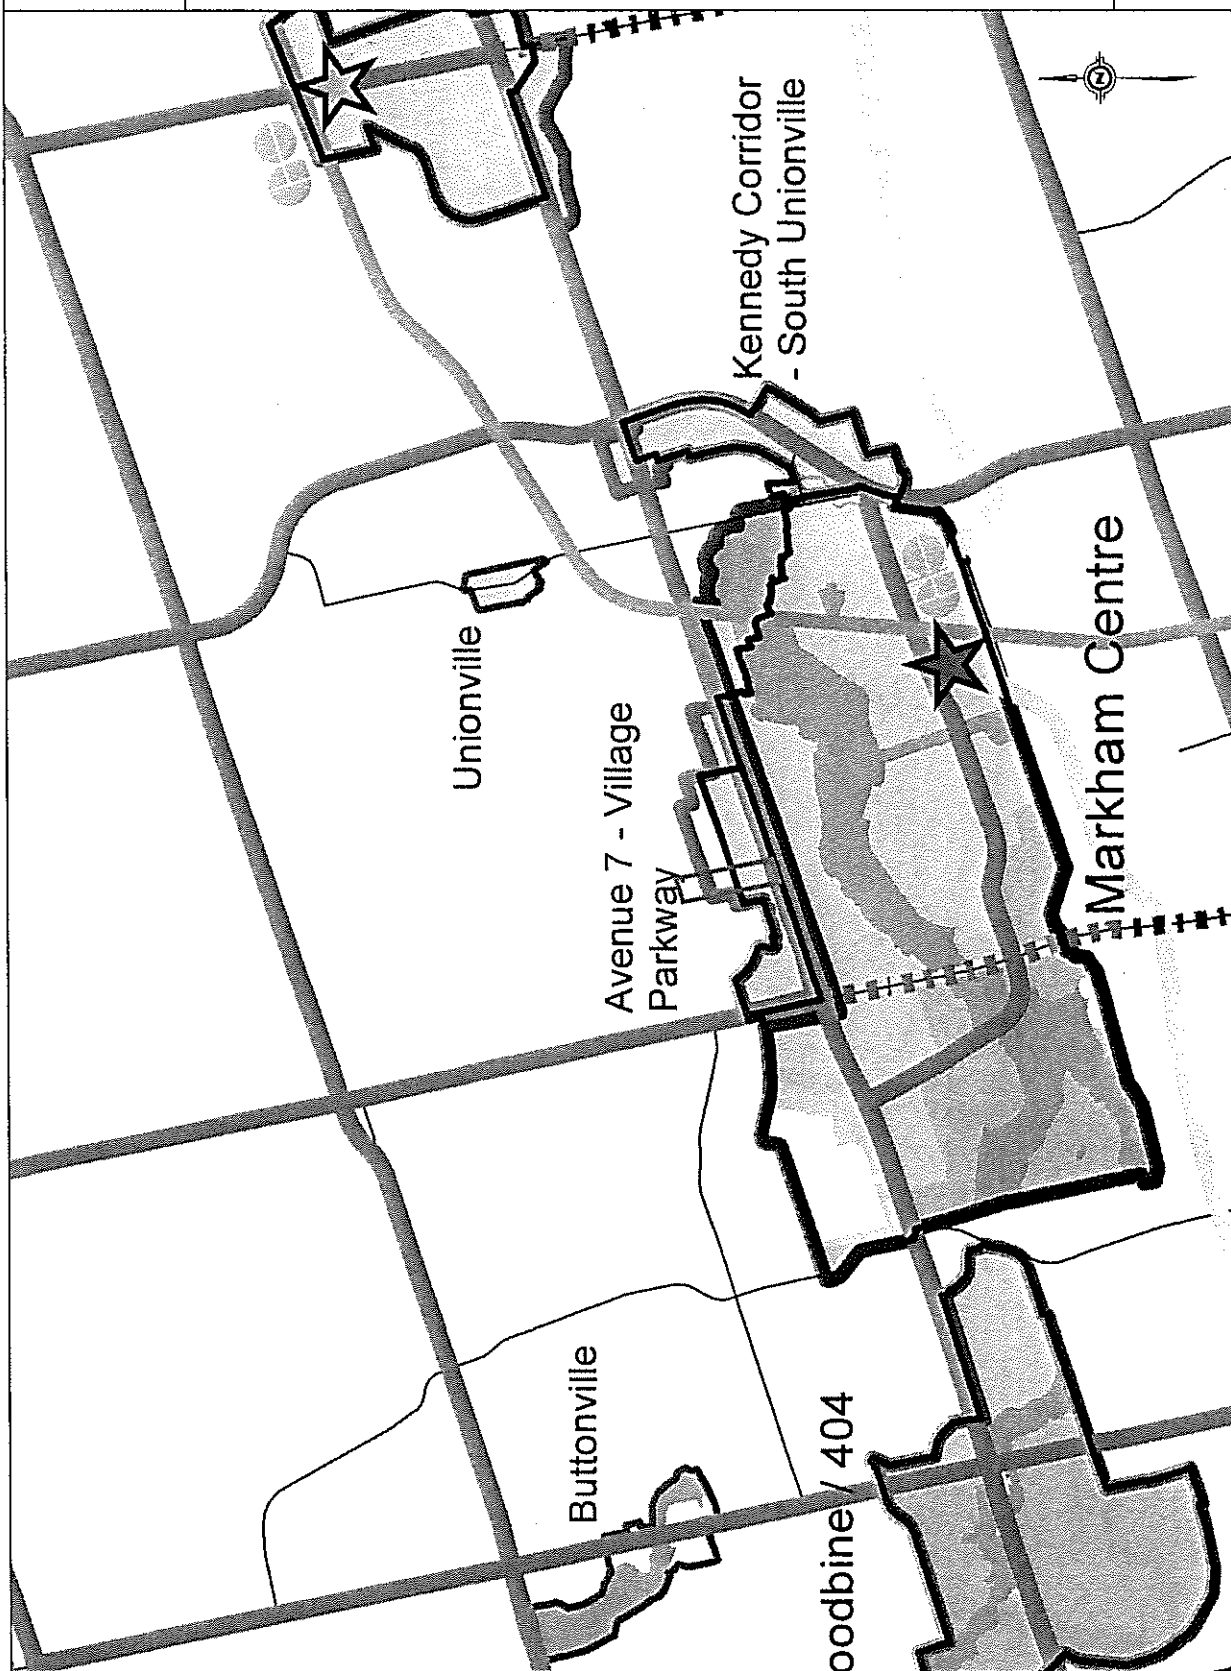 Kennedy Corridor
- South Unionville
Unionville
Avenue 7 - Village
Parkway
Markham Centre
Buttonville
oodbine / 404
N